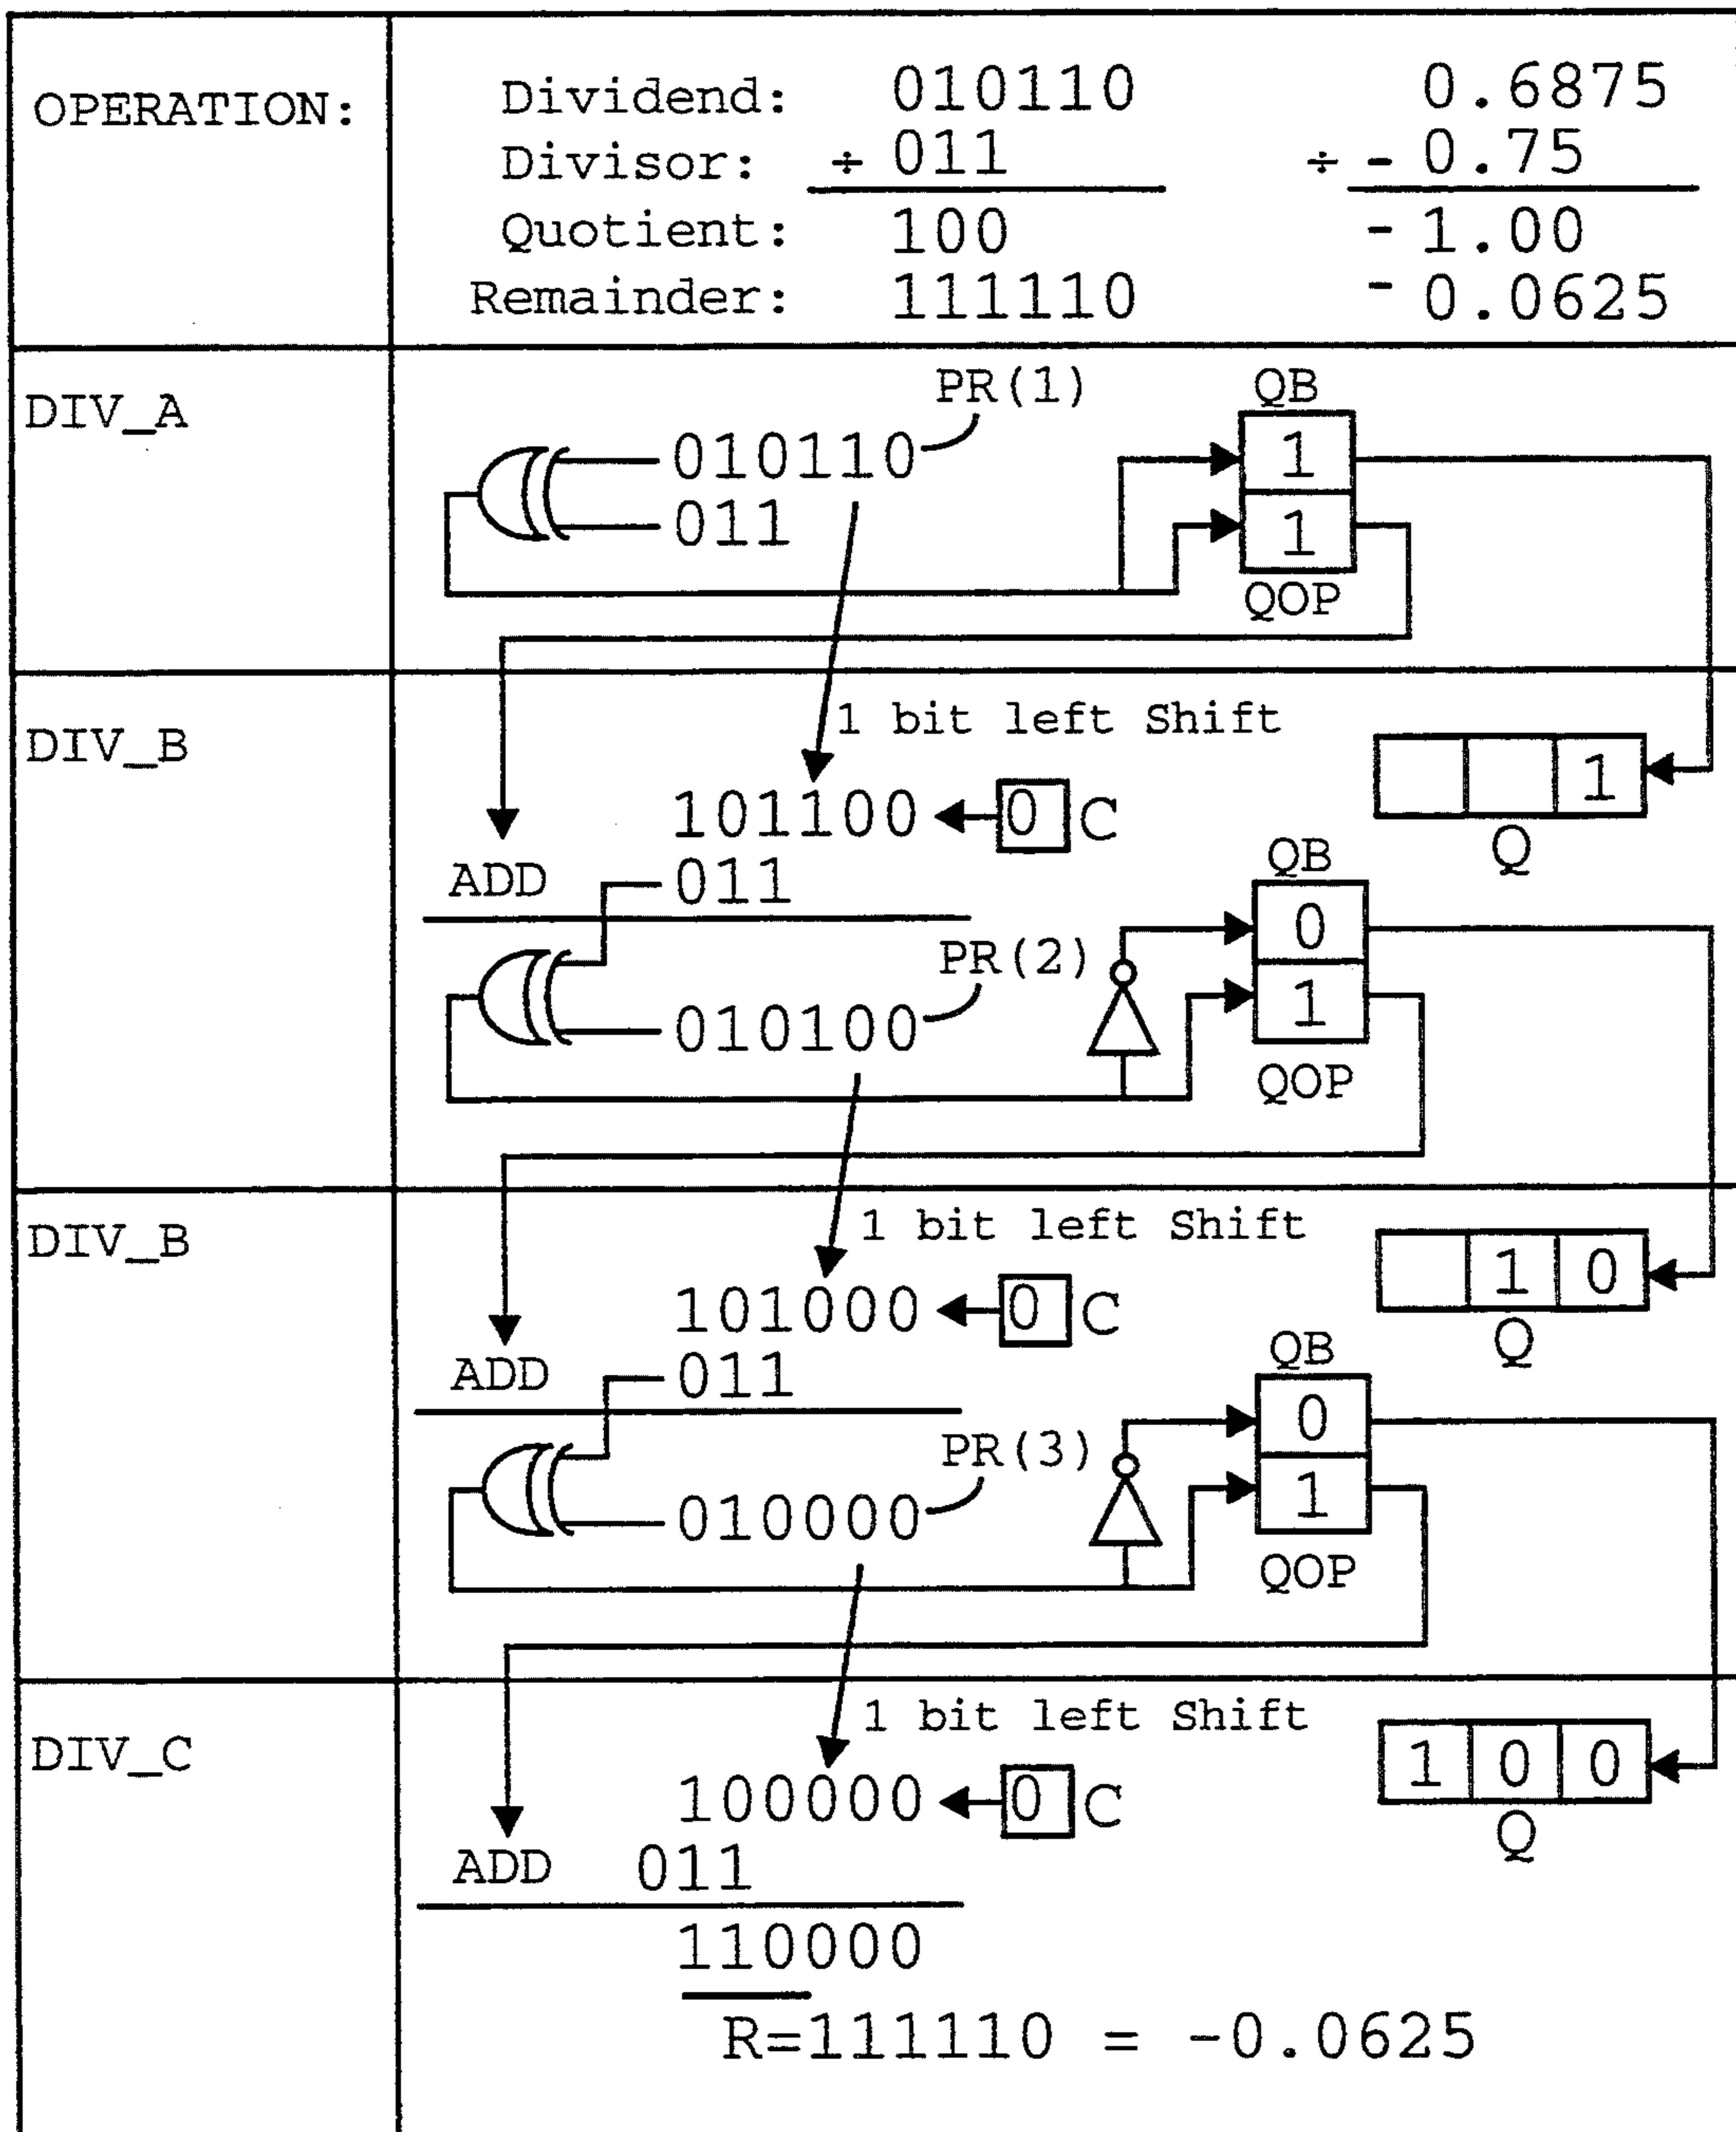 OPERATION:
Dividend: 010110 0.6875
Divisor: ÷ 011 ÷ - 0.75
Quotient: 100 - 1.00
Remainder: 111110 - 0.0625
DIV_A
PR(1)
QB
010110
1
011
1
QOP
DIV_B
1 bit left Shift
1
101100 0 C
Q
QB
ADD 011
0
PR(2)
010100
1
QOP
DIV_B
1 bit left Shift
1 0
101000 0 C
Q
QB
ADD 011
0
PR(3)
010000
1
QOP
DIV_C
1 bit left Shift
1 0 0
100000 0 C
Q
ADD 011
110000
R=111110 = -0.0625